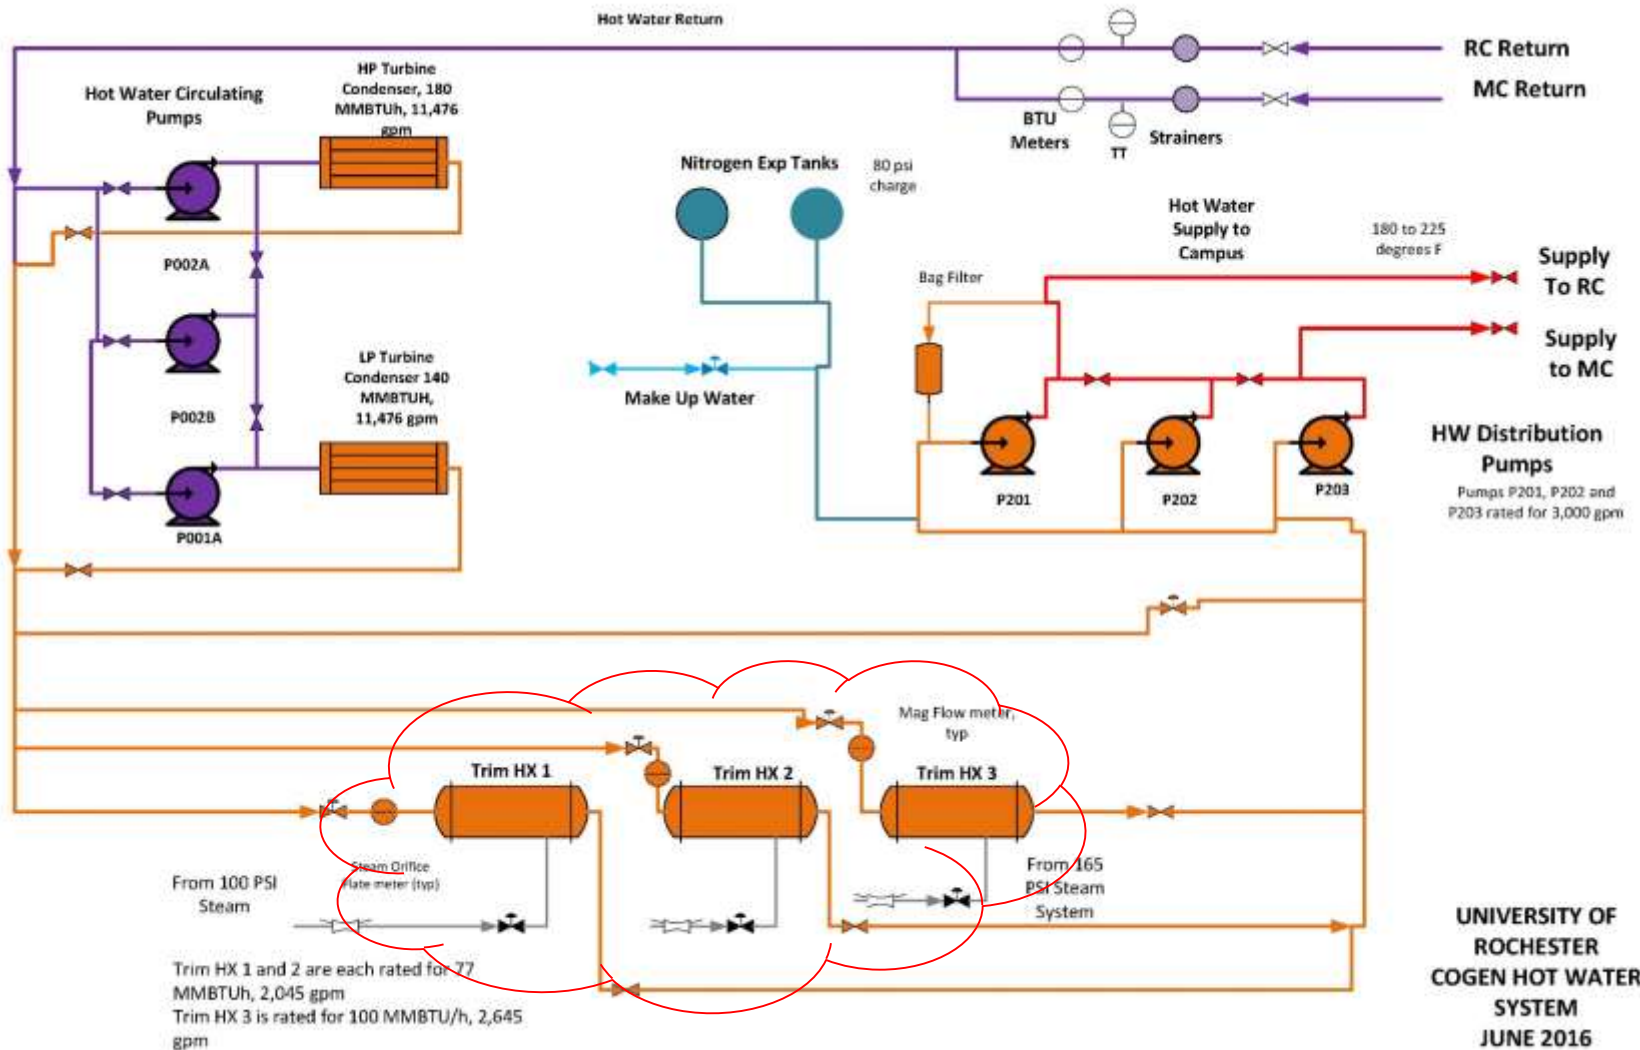 Hot Water Return
RC Return
MC Return
BTU
Meters
TT
Strainers
Hot Water Circulating
Pumps
HP Turbine
Condenser, 180
MMBTUh, 11,476
gpm
P002A
P002B
P001A
LP Turbine
Condenser 140
MMBTUH,
11,476 gpm
Nitrogen Exp Tanks
80 psi
charge
Make Up Water
Bag Filter
Hot Water
Supply to
Campus
180 to 225
degrees F
Supply
To RC
Supply
to MC
P201
P202
P203
HW Distribution
Pumps
Pumps P201, P202 and
P203 rated for 3,000 gpm
Mag Flow meter,
typ
Trim HX 1
Trim HX 2
Trim HX 3
Steam Orifice
Plate meter (typ)
From 100 PSI
Steam
From 165
PSI Steam
System
Trim HX 1 and 2 are each rated for 77
MMBTUh, 2,045 gpm
Trim HX 3 is rated for 100 MMBTU/h, 2,645
gpm
UNIVERSITY OF
ROCHESTER
COGEN HOT WATER
SYSTEM
JUNE 2016